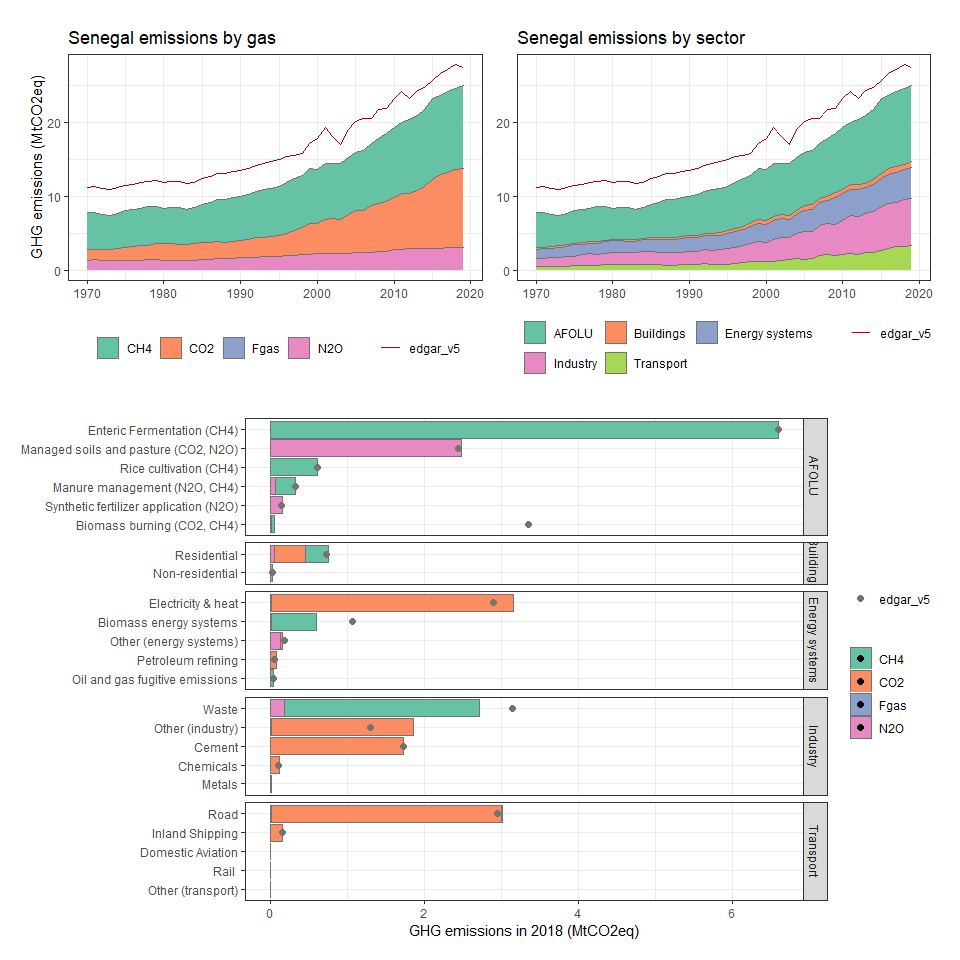 Senegal emissions by gas
GHG emissions (MtCO2eq)
20
10
0
1970 1980 1990 2000 2010 2020
CH4 CO2 Fgas N2O edgar_v5
Senegal emissions by sector
20
10
0
1970 1980 1990 2000 2010 2020
AFOLU Buildings Energy systems edgar_v5
Industry Transport
Enteric Fermentation (CH4)
Managed soils and pasture (CO2, N2O)
Rice cultivation (CH4)
Manure management (N2O, CH4)
Synthetic fertilizer application (N2O)
Biomass burning (CO2, CH4)
AFOLU
Residential
Non-residential
Building
Electricity & heat
Biomass energy systems
Other (energy systems)
Petroleum refining
Oil and gas fugitive emissions
Energy systems
Waste
Other (industry)
Cement
Chemicals
Metals
Industry
Road
Inland Shipping
Domestic Aviation
Rail
Other (transport)
Transport
0 2 4 6
GHG emissions in 2018 (MtCO2eq)
edgar_v5
CH4
CO2
Fgas
N2O